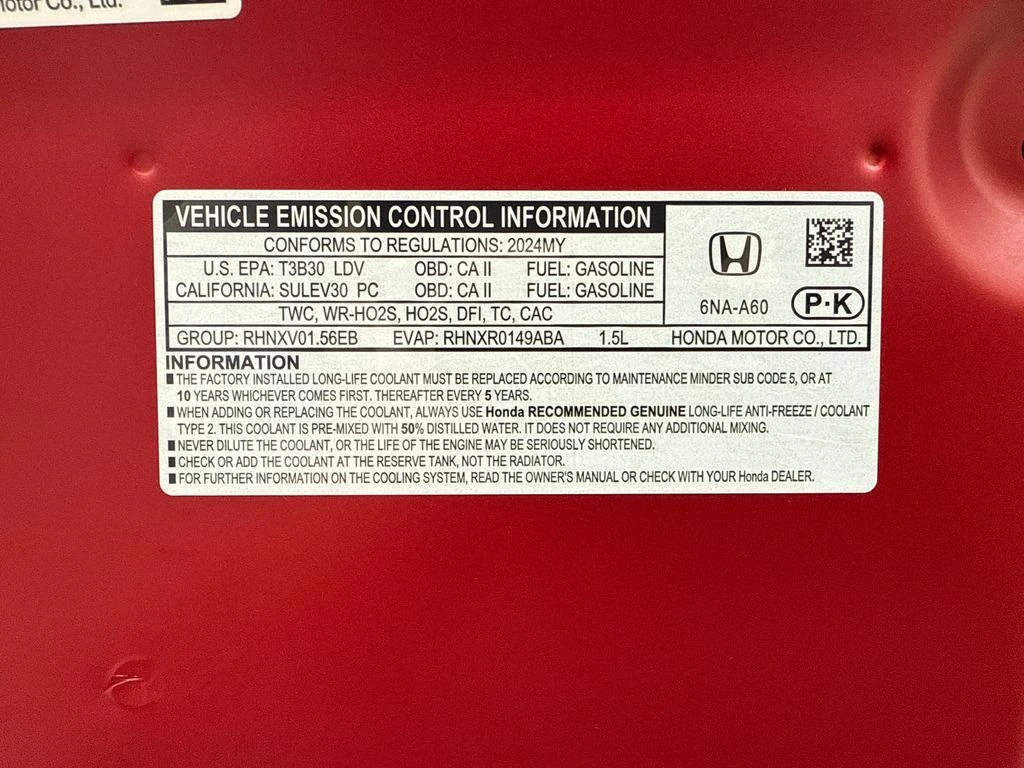 Motor Co., Ltd.
VEHICLE EMISSION CONTROL INFORMATION
CONFORMS TO REGULATIONS: 2024MY
U.S. EPA: T3B30 LDV OBD: CA II FUEL: GASOLINE
CALIFORNIA: SULEV30 PC OBD: CA II FUEL: GASOLINE
TWC, WR-HO2S, HO2S, DFI, TC, CAC
6NA-A60 P·K
GROUP: RHNXV01.56EB EVAP: RHNXR0149ABA 1.5L HONDA MOTOR CO., LTD.
INFORMATION
■ THE FACTORY INSTALLED LONG-LIFE COOLANT MUST BE REPLACED ACCORDING TO MAINTENANCE MINDER SUB CODE 5, OR AT
10 YEARS WHICHEVER COMES FIRST. THEREAFTER EVERY 5 YEARS.
■ WHEN ADDING OR REPLACING THE COOLANT, ALWAYS USE Honda RECOMMENDED GENUINE LONG-LIFE ANTI-FREEZE / COOLANT
TYPE 2. THIS COOLANT IS PRE-MIXED WITH 50% DISTILLED WATER. IT DOES NOT REQUIRE ANY ADDITIONAL MIXING.
■ NEVER DILUTE THE COOLANT, OR THE LIFE OF THE ENGINE MAY BE SERIOUSLY SHORTENED.
■ CHECK OR ADD THE COOLANT AT THE RESERVE TANK, NOT THE RADIATOR.
■ FOR FURTHER INFORMATION ON THE COOLING SYSTEM, READ THE OWNER'S MANUAL OR CHECK WITH YOUR Honda DEALER.